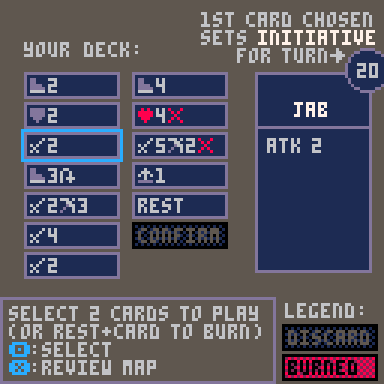 1ST CARD CHOSEN
SETS INITIATIVE
FOR TURN→
YOUR DECK:
20
2
2
2
3
2 3
4
2
4
4
5 2
1
REST
CONFIRM
JAB
ATK 2
SELECT 2 CARDS TO PLAY
(OR REST+CARD TO BURN)
:SELECT
:REVIEW MAP
LEGEND:
DISCARD
BURNED